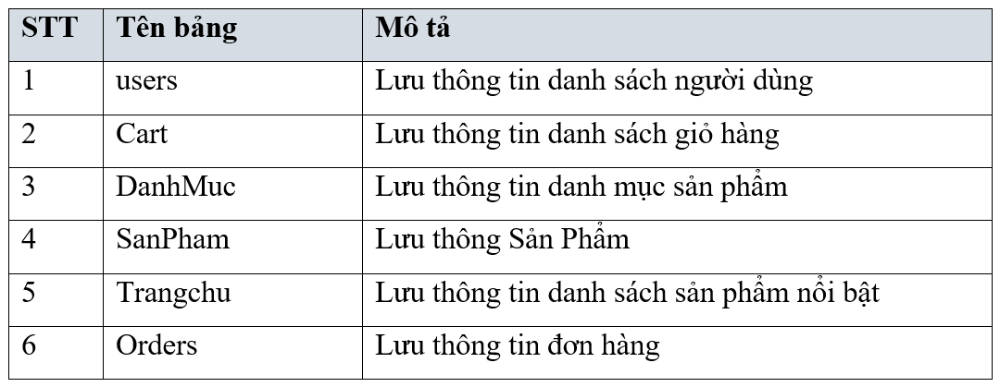 STT Tên bảng Mô tả
1 users Lưu thông tin danh sách người dùng
2 Cart Lưu thông tin danh sách giỏ hàng
3 DanhMuc Lưu thông tin danh mục sản phẩm
4 SanPham Lưu thông Sản Phẩm
5 Trangchu Lưu thông tin danh sách sản phẩm nổi bật
6 Orders Lưu thông tin đơn hàng